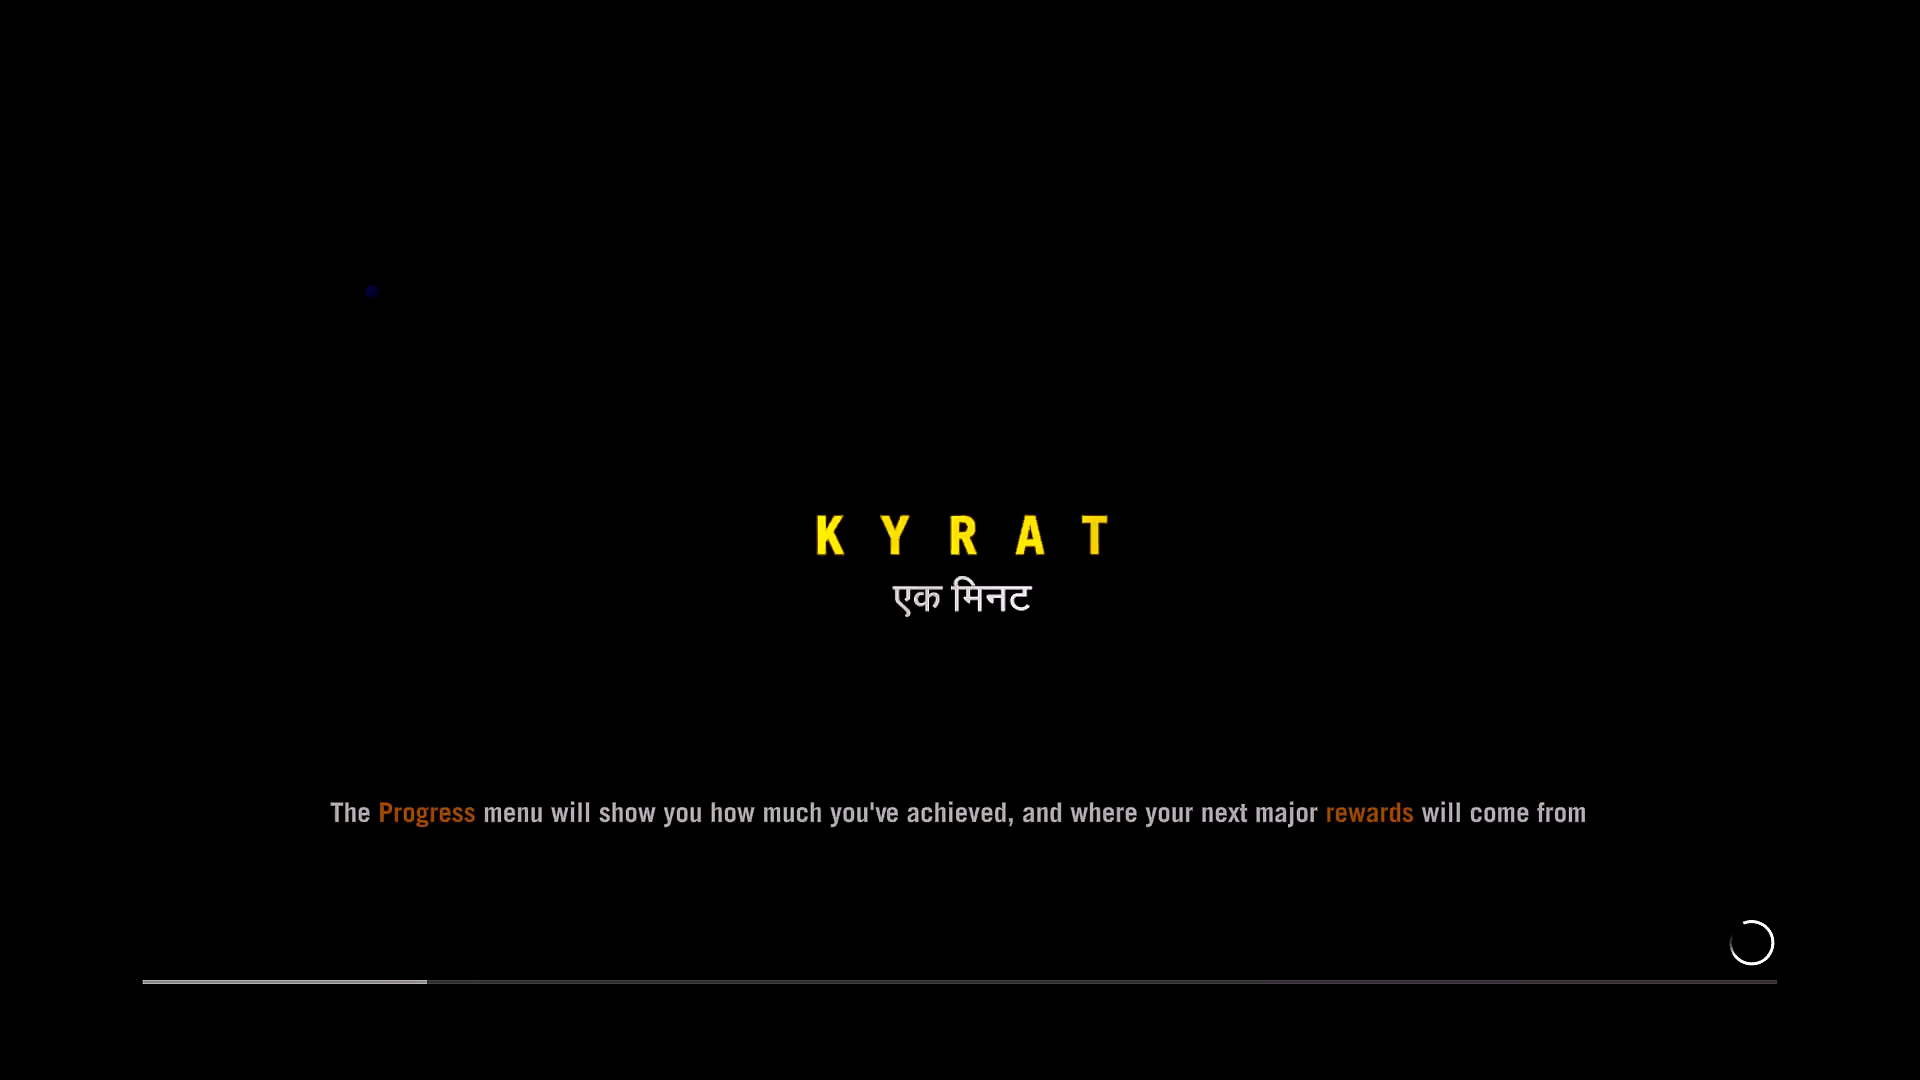 KYRAT
एक मिनट
The Progress menu will show you how much you've achieved, and where your next major rewards will come from